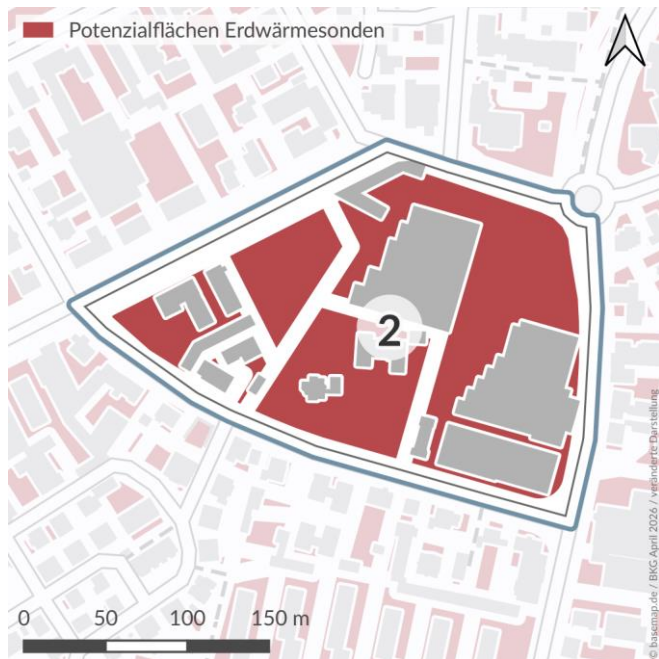 Potenzialflächen Erdwärmesonden
2
0 50 100 150 m
© basemap.de / BKG April 2026 / veränderte Darstellung